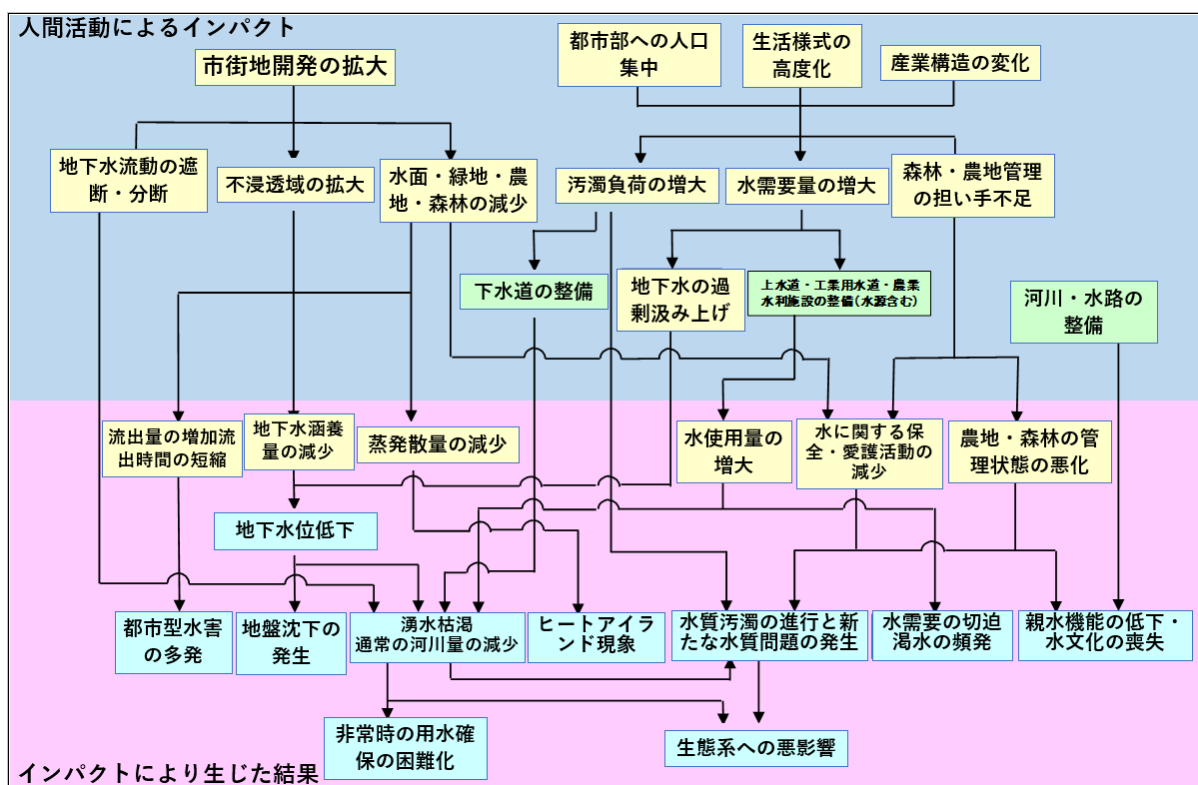 人間活動によるインパクト
市街地開発の拡大
都市部への人口
集中
生活様式の
高度化
産業構造の変化
地下水流動の遮
断・分断
不浸透域の拡大
水面・緑地・農
地・森林の減少
汚濁負荷の増大
水需要量の増大
森林・農地管理
の担い手不足
下水道の整備
地下水の過
剰汲み上げ
上水道・工業用水道・農業
水利施設の整備(水源含む)
河川・水路の
整備
流出量の増加流
出時間の短縮
地下水涵養
量の減少
蒸発散量の減少
水使用量の
増大
水に関する保
全・愛護活動の
減少
農地・森林の管
理状態の悪化
地下水位低下
都市型水害
の多発
地盤沈下の
発生
湧水枯渇
通常の河川量の減少
ヒートアイラ
ンド現象
水質汚濁の進行と新
たな水質問題の発生
水需要の切迫
渇水の頻発
親水機能の低下・
水文化の喪失
非常時の用水確
保の困難化
生態系への悪影響
インパクトにより生じた結果